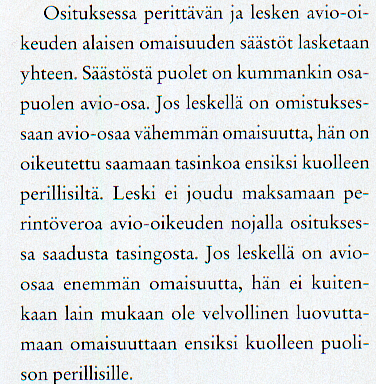 Osituksessa perittävän ja lesken avio-oi-
keuden alaisen omaisuuden säästöt lasketaan
yhteen. Säästöstä puolet on kummankin osa-
puolen avio-osa. Jos leskellä on omistukses-
saan avio-osaa vähemmän omaisuutta, hän on
oikeutettu saamaan tasinkoa ensiksi kuolleen
perillisiltä. Leski ei joudu maksamaan pe-
rintöveroa avio-oikeuden nojalla ositukses-
sa saadusta tasingosta. Jos leskellä on avio-
osaa enemmän omaisuutta, hän ei kuiten-
kaan lain mukaan ole velvollinen luovutta-
maan omaisuuttaan ensiksi kuolleen puoli-
son perillisille.